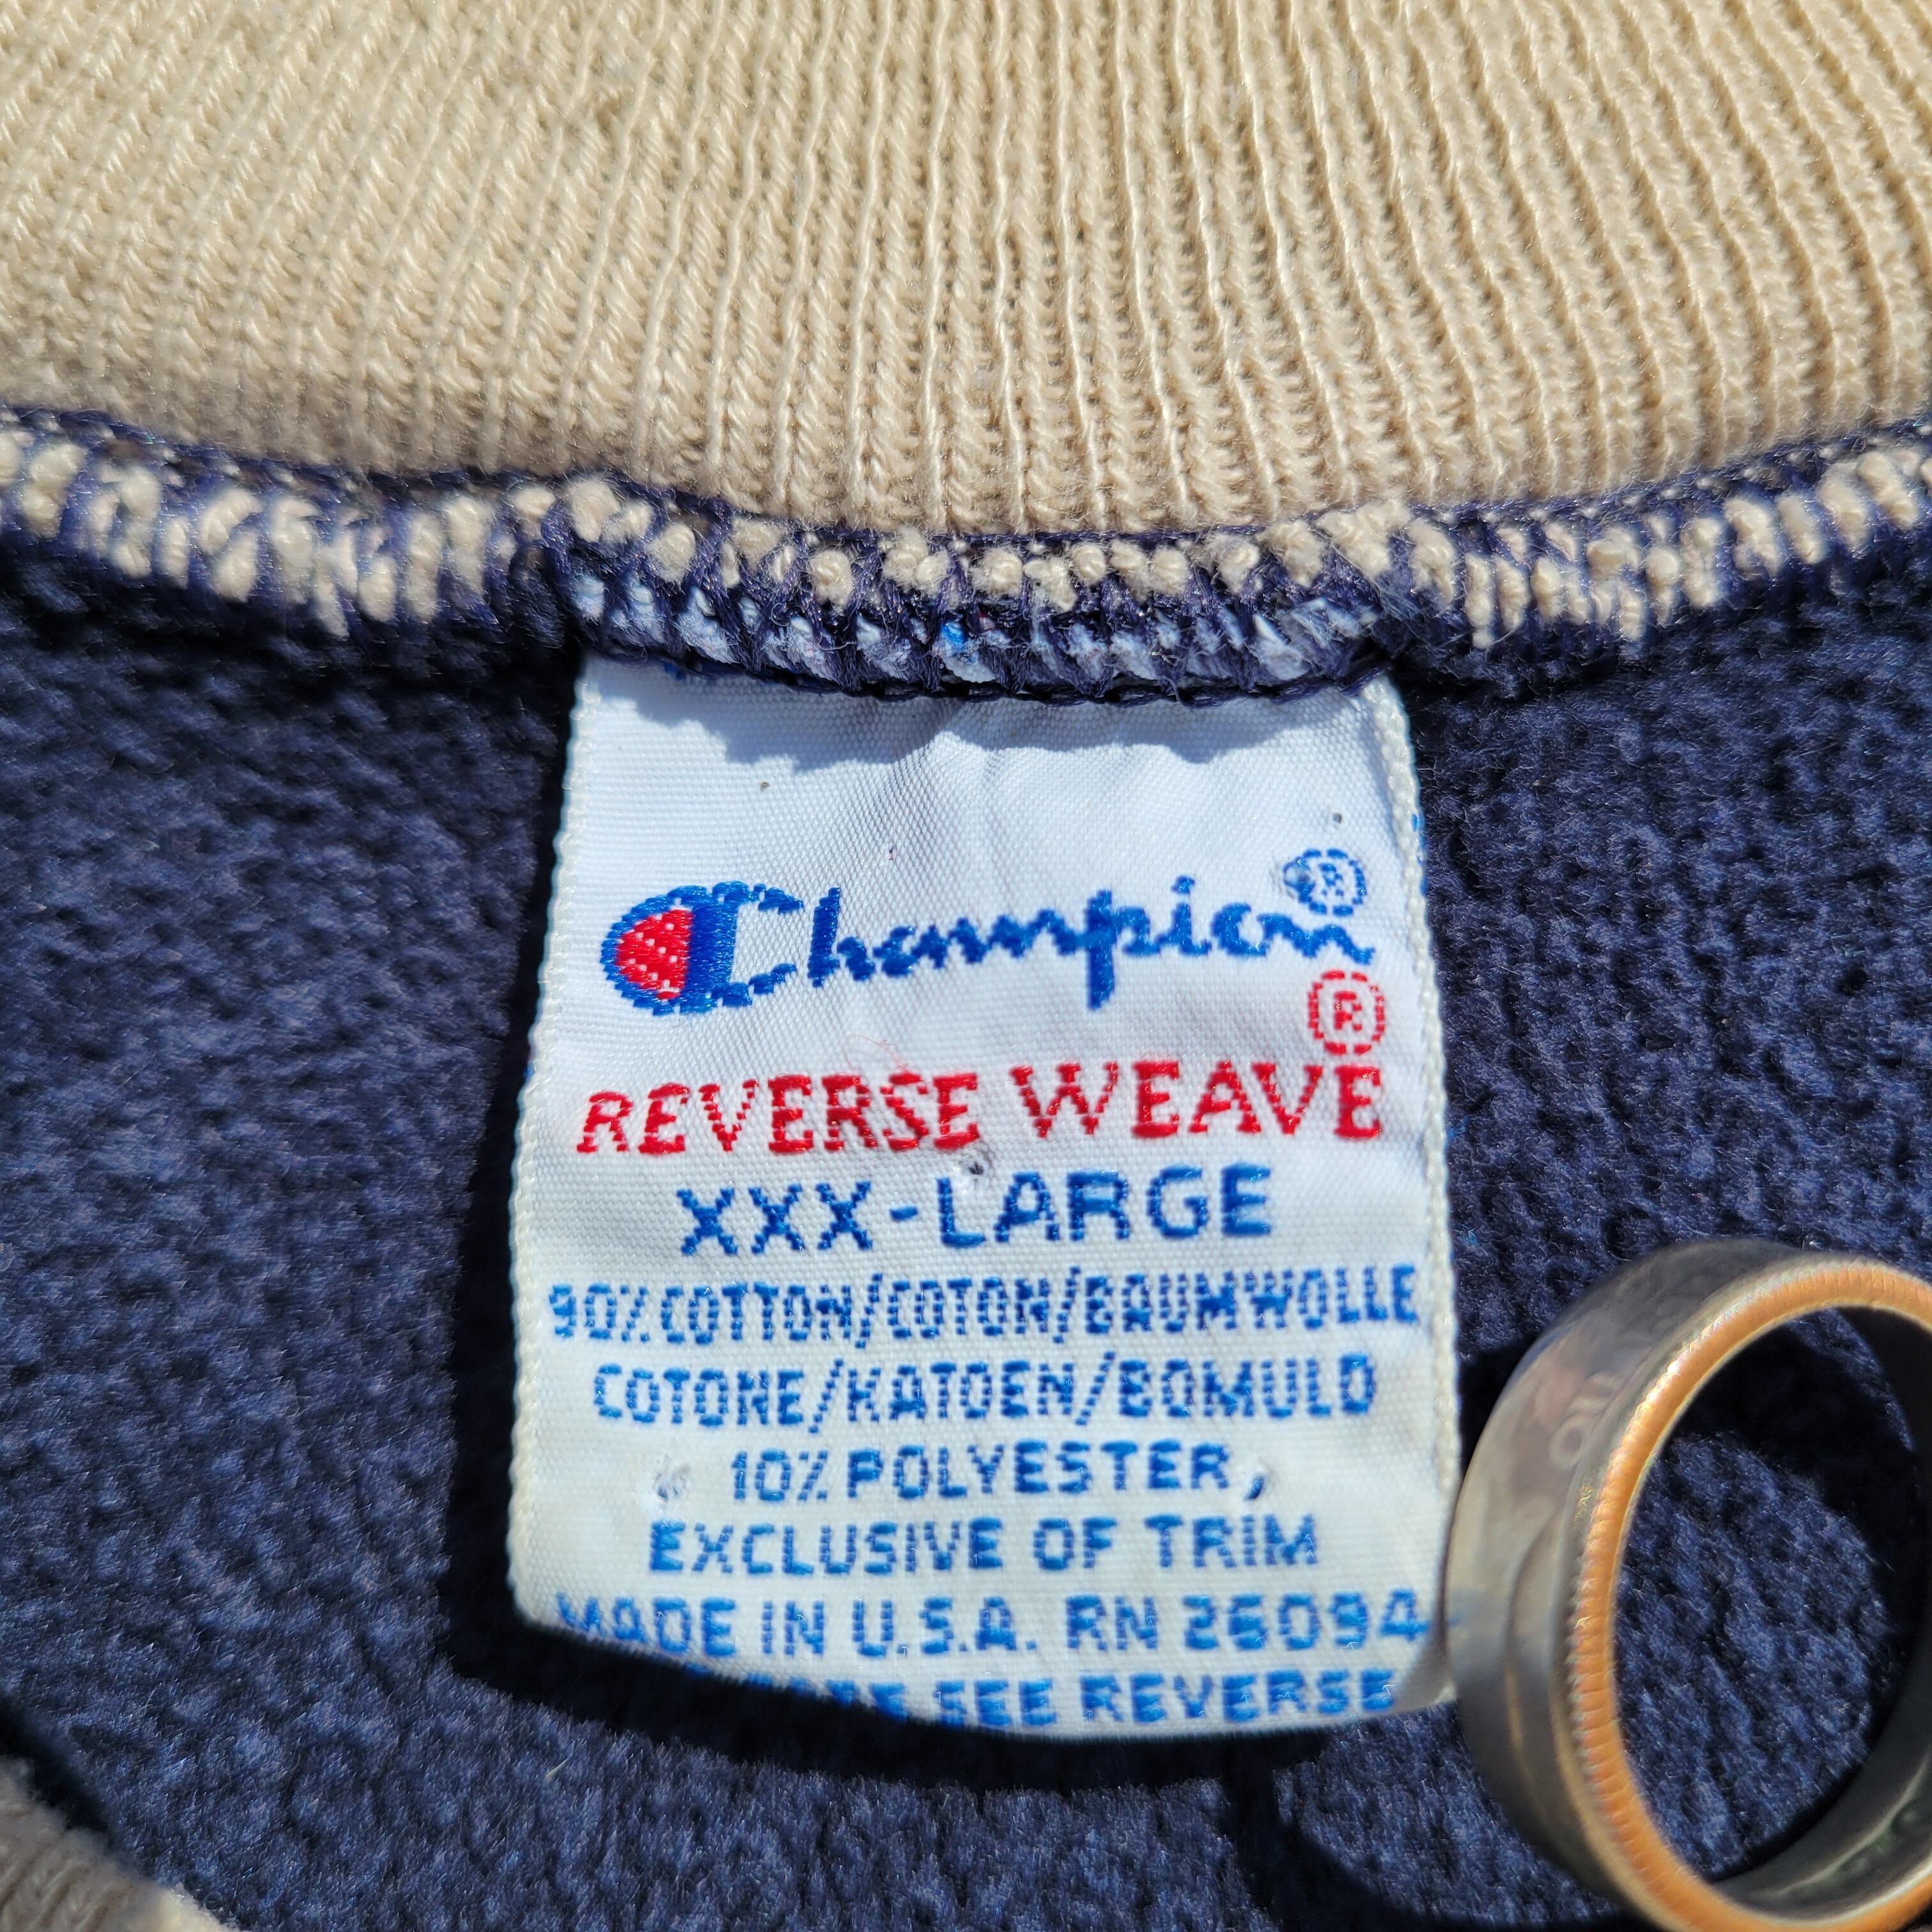 Champion®
®
REVERSE WEAVE
XXX-LARGE
90% COTTON/COTON/BAUMWOLLE
COTONE/KATOEN/BOMULD
10% POLYESTER,
EXCLUSIVE OF TRIM
MADE IN U.S.A. RN 26094
SEE REVERSE